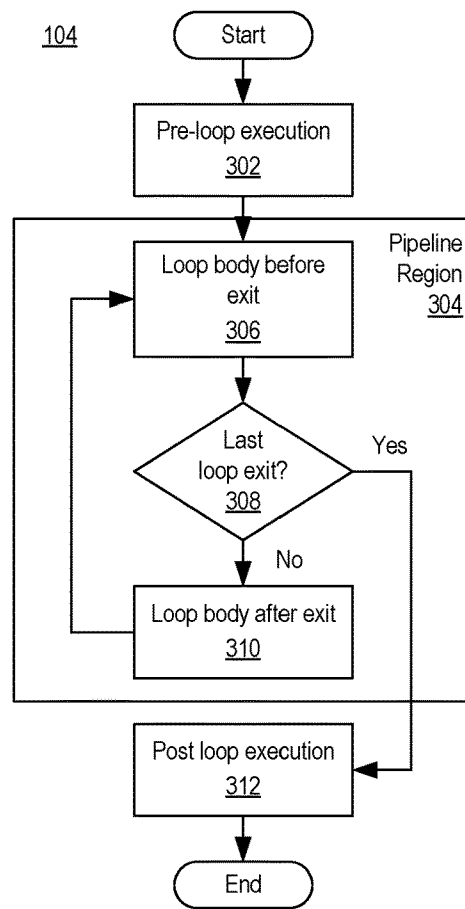 104
Start
Pre-loop execution
302
Pipeline
Region
304
Loop body before
exit
306
Last
loop exit?
308
Yes
No
Loop body after exit
310
Post loop execution
312
End